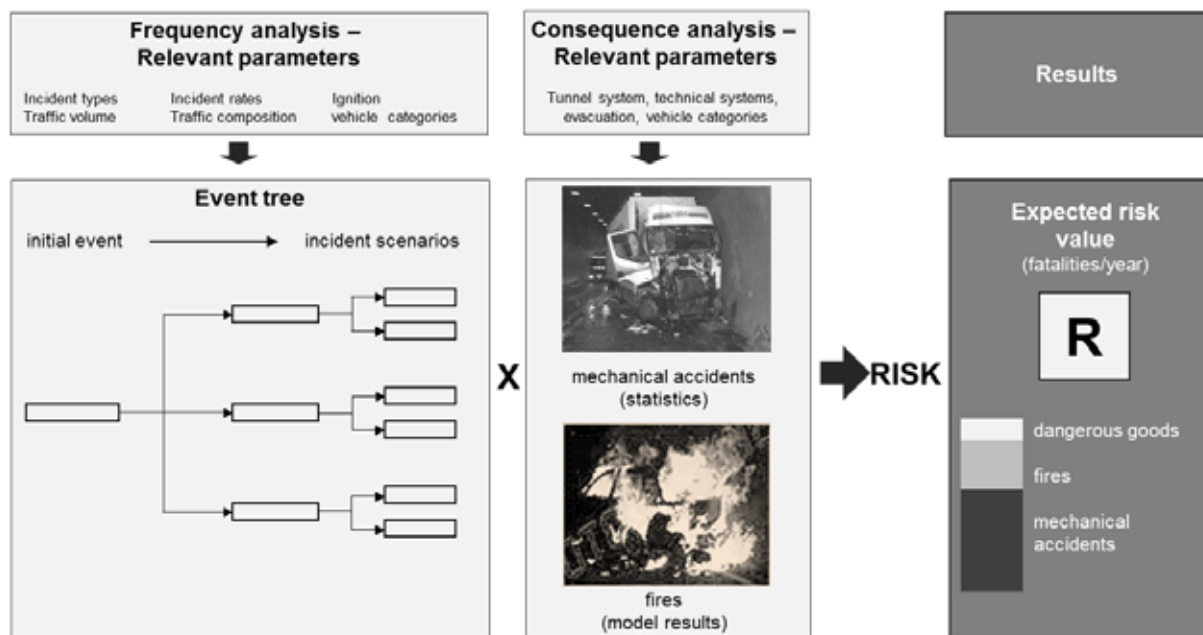 Frequency analysis –
Relevant parameters
Incident types
Traffic volume
Incident rates
Traffic composition
Ignition
vehicle categories
Consequence analysis –
Relevant parameters
Tunnel system, technical systems,
evacuation, vehicle categories
Results
Event tree
initial event
incident scenarios
X
mechanical accidents
(statistics)
fires
(model results)
RISK
Expected risk
value
(fatalities/year)
R
dangerous goods
fires
mechanical
accidents